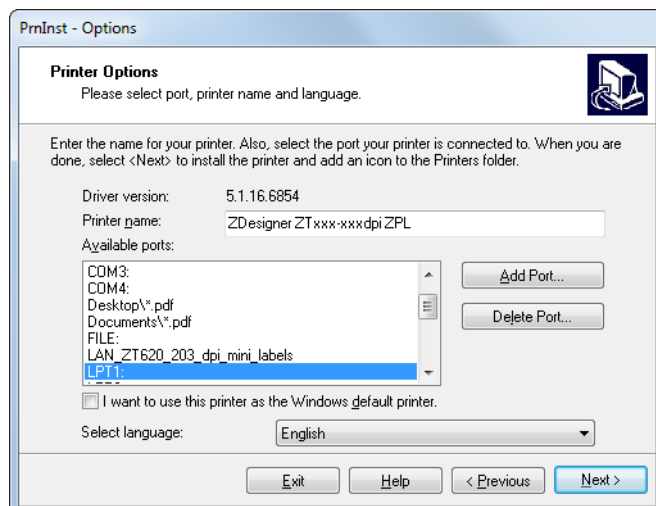 PrnInst - Options
Printer Options
Please select port, printer name and language.
Enter the name for your printer. Also, select the port your printer is connected to. When you are
done, select <Next> to install the printer and add an icon to the Printers folder.
Driver version: 5.1.16.6854
Printer name: ZDesigner ZTxxx-xxxdpi ZPL
Available ports:
COM3:
COM4:
Desktop\*.pdf
Documents\*.pdf
FILE:
LAN_ZT620_203_dpi_mini_labels
LPT1:
Add Port...
Delete Port...
I want to use this printer as the Windows default printer.
Select language: English
Exit Help < Previous Next >